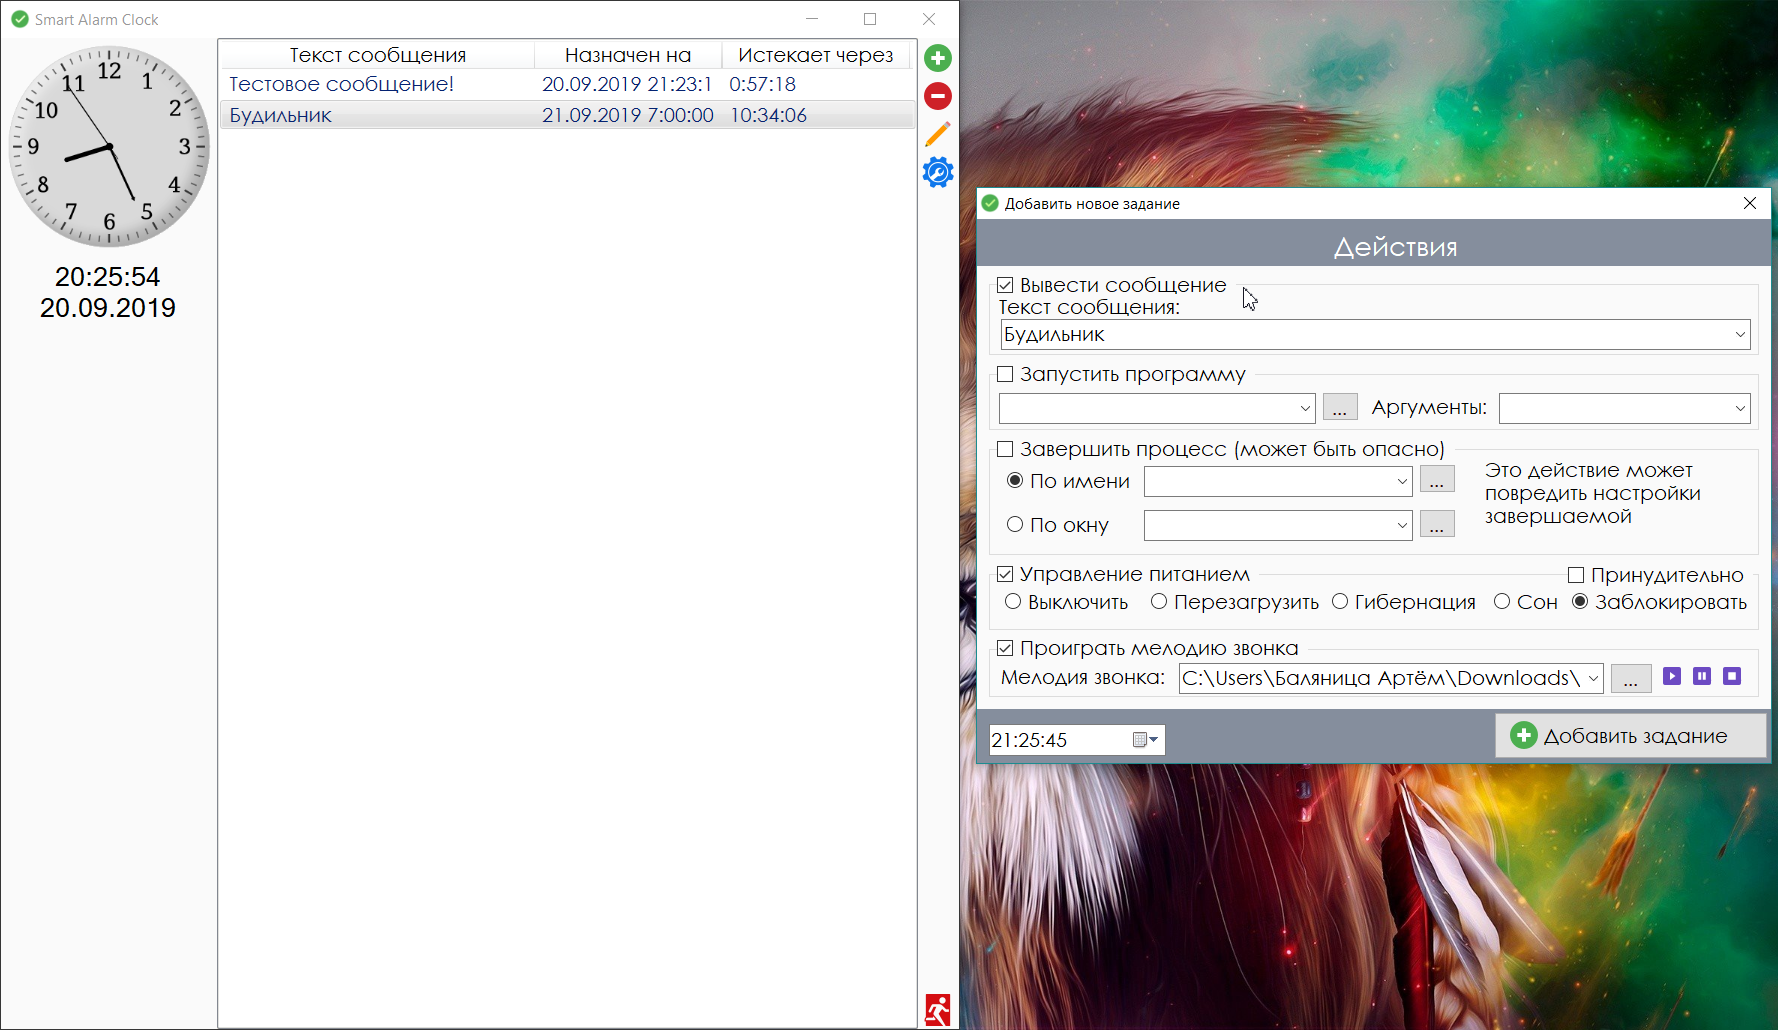 Smart Alarm Clock
12
1
2
3
4
5
6
7
8
9
10
11
20:25:54
20.09.2019
Текст сообщения Назначен на Истекает через
Тестовое сообщение! 20.09.2019 21:23:1 0:57:18
Будильник 21.09.2019 7:00:00 10:34:06
Добавить новое задание
Действия
Вывести сообщение
Текст сообщения:
Будильник
Запустить программу
... Аргументы:
Завершить процесс (может быть опасно)
По имени ...
По окну ...
Это действие может
повредить настройки
завершаемой
Управление питанием Принудительно
Выключить Перезагрузить Гибернация Сон Заблокировать
Проиграть мелодию звонка
Мелодия звонка: C:\Users\Баляница Артём\Downloads\ ...
21:25:45 Добавить задание